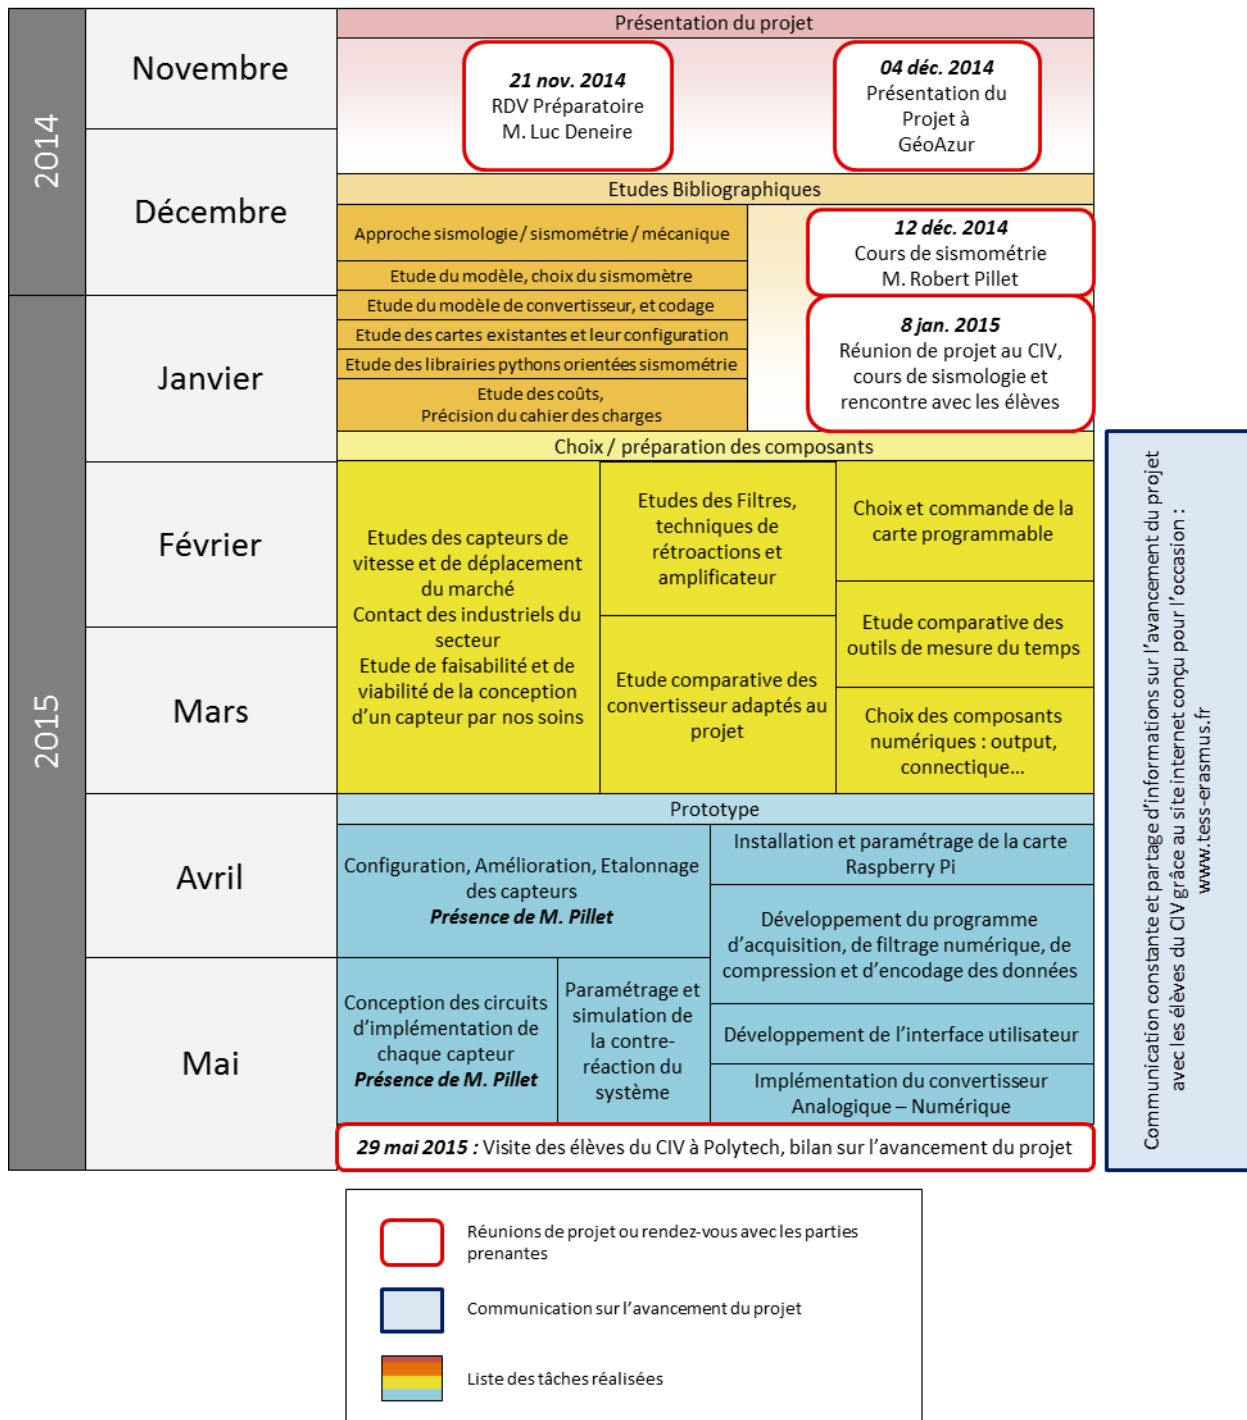 2014
2015
Novembre
Décembre
Janvier
Février
Mars
Avril
Mai
Présentation du projet
21 nov. 2014
RDV Préparatoire
M. Luc Deneire
04 déc. 2014
Présentation du
Projet à
GéoAzur
Etudes Bibliographiques
Approche sismologie / sismométrie / mécanique
Etude du modèle, choix du sismomètre
Etude du modèle de convertisseur, et codage
Etude des cartes existantes et leur configuration
Etude des librairies pythons orientées sismométrie
Etude des coûts,
Précision du cahier des charges
12 déc. 2014
Cours de sismométrie
M. Robert Pillet
8 jan. 2015
Réunion de projet au CIV,
cours de sismologie et
rencontre avec les élèves
Choix / préparation des composants
Etudes des capteurs de
vitesse et de déplacement
du marché
Contact des industriels du
secteur
Etude de faisabilité et de
viabilité de la conception
d'un capteur par nos soins
Etudes des Filtres,
techniques de
rétroactions et
amplificateur
Etude comparative des
convertisseur adaptés au
projet
Choix et commande de la
carte programmable
Etude comparative des
outils de mesure du temps
Choix des composants
numériques : output,
connectique...
Prototype
Configuration, Amélioration, Etalonnage
des capteurs
Présence de M. Pillet
Conception des circuits
d'implémentation de
chaque capteur
Présence de M. Pillet
Paramétrage et
simulation de
la contre-
réaction du
système
Installation et paramétrage de la carte
Raspberry Pi
Développement du programme
d'acquisition, de filtrage numérique, de
compression et d'encodage des données
Développement de l'interface utilisateur
Implémentation du convertisseur
Analogique – Numérique
29 mai 2015 : Visite des élèves du CIV à Polytech, bilan sur l'avancement du projet
Communication constante et partage d'informations sur l'avancement du projet
avec les élèves du CIV grâce au site internet conçu pour l'occasion :
www.tess-erasmus.fr
Réunions de projet ou rendez-vous avec les parties
prenantes
Communication sur l'avancement du projet
Liste des tâches réalisées